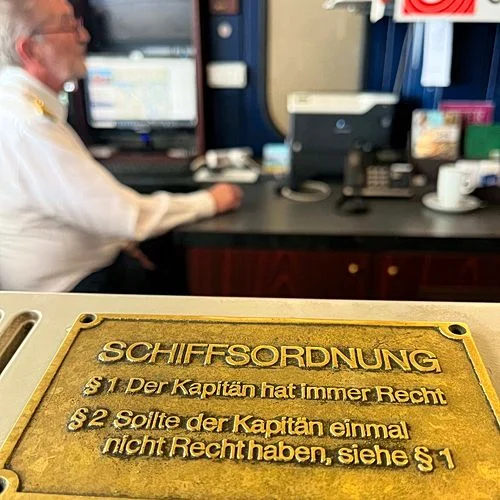 SCHIFFSORDNUNG
§ 1 Der Kapitän hat immer Recht
§ 2 Sollte der Kapitän einmal
nicht Recht haben, siehe § 1